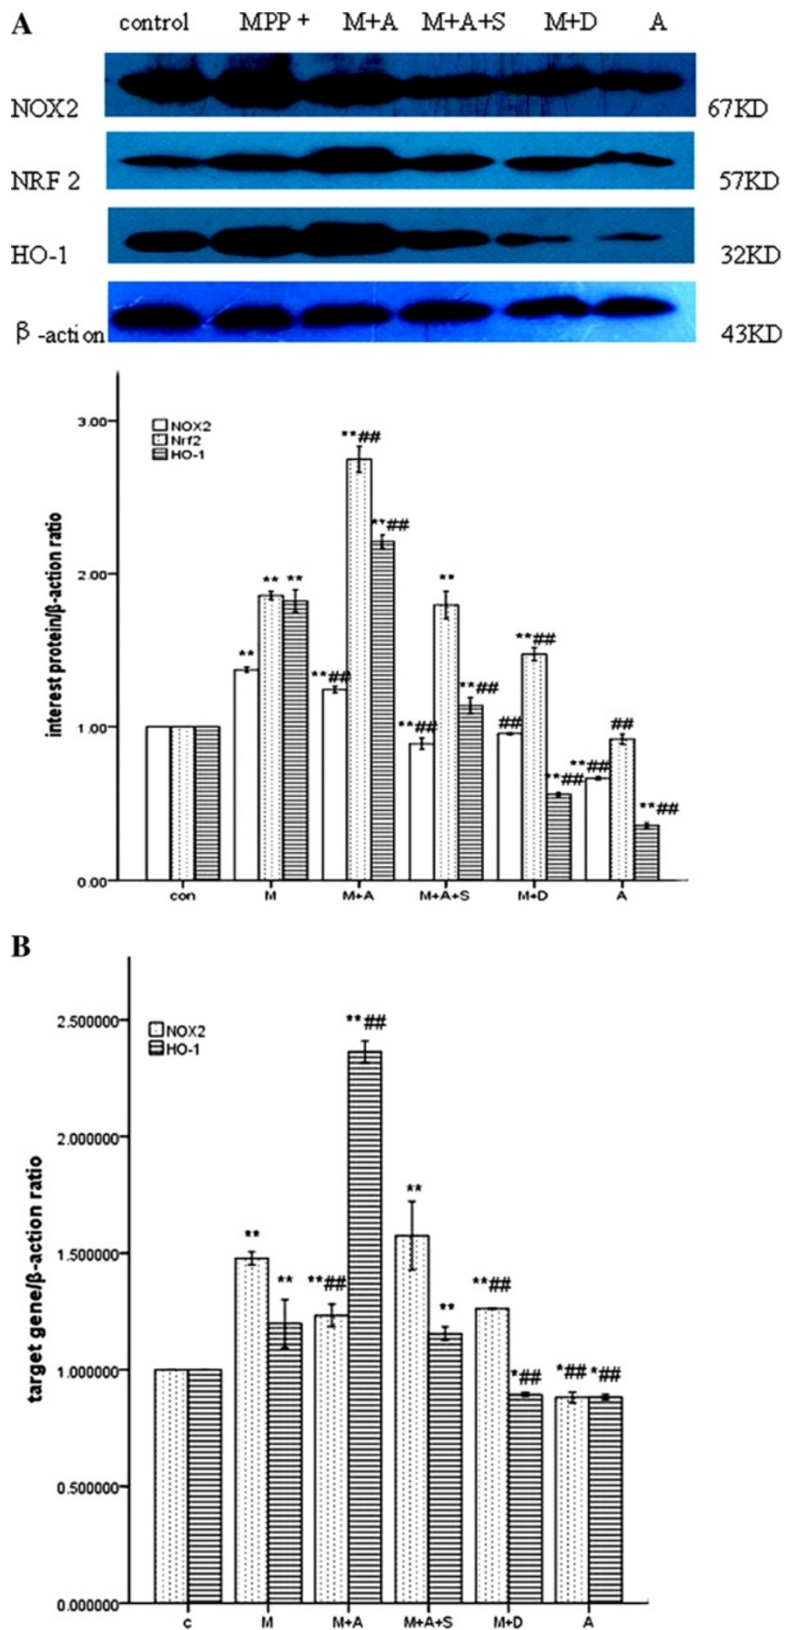 A control MPP + M+A M+A+S M+D A
NOX2 67KD
NRF 2 57KD
HO-1 32KD
β -action 43KD
interest protein/β-action ratio
3.00
2.00
1.00
0.00
NOX2
Nrf2
HO-1
** ** **
**## **## **##
**## ** **##
## **## **##
**## ## **##
con M M+A M+A+S M+D A
B
target gene/β-action ratio
2.500000
2.000000
1.500000
1.000000
0.500000
0.000000
NOX2
HO-1
** **
**## **##
** **
**## *##
*## *##
c M M+A M+A+S M+D A